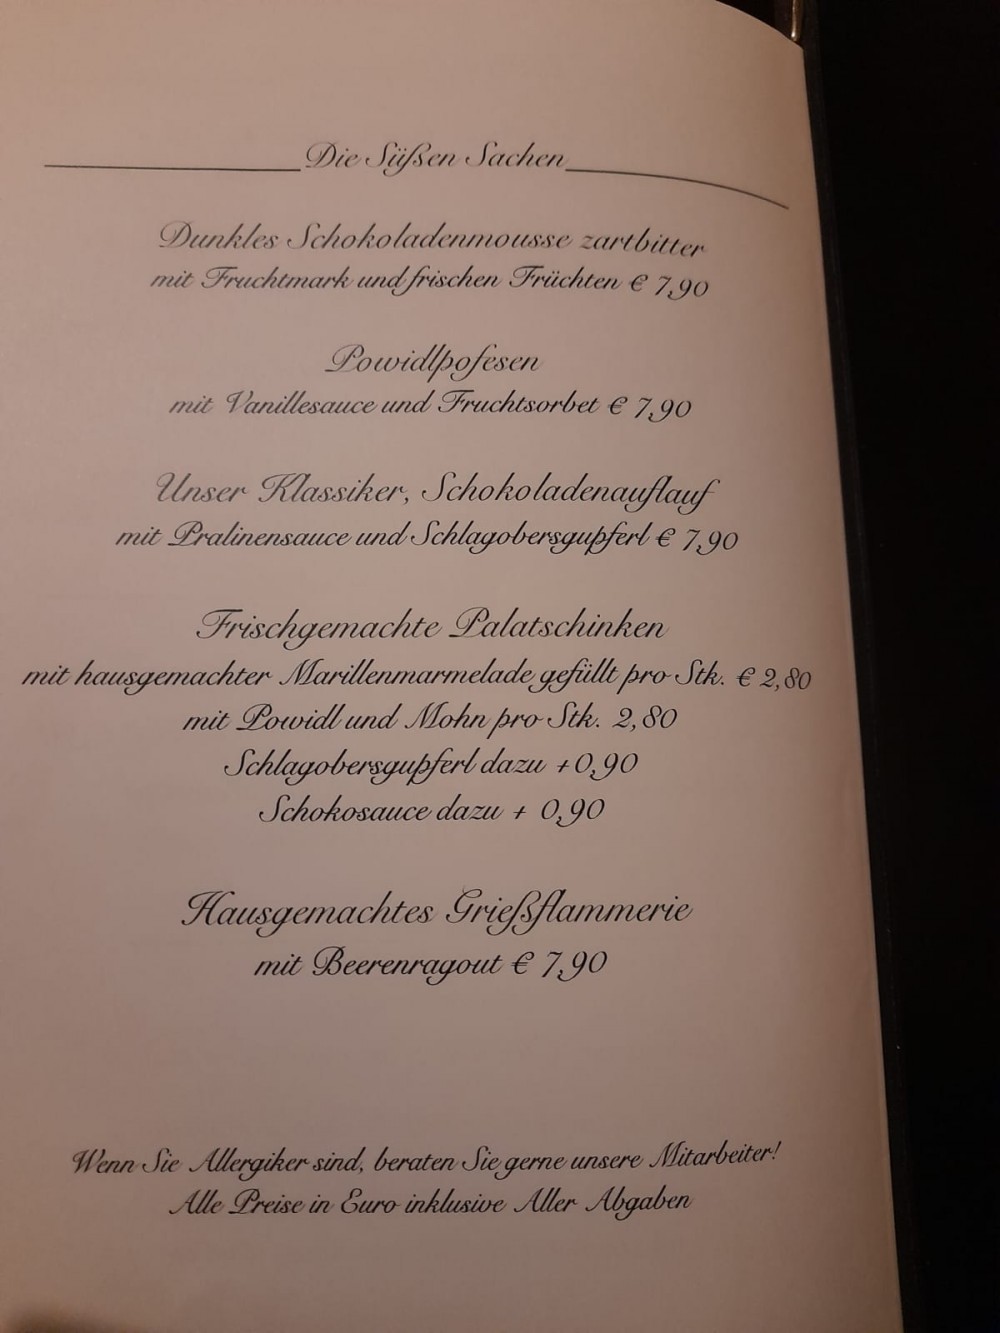 Die Süßen Sachen
Dunkles Schokoladenmousse zartbitter
mit Fruchtmark und frischen Früchten € 7,90
Powidlpofesen
mit Vanillesauce und Fruchtsorbet € 7,90
Unser Klassiker, Schokoladenauflauf
mit Pralinensauce und Schlagobersgupferl € 7,90
Frischgemachte Palatschinken
mit hausgemachter Marillenmarmelade gefüllt pro Stk. € 2,80
mit Powidl und Mohn pro Stk. 2,80
Schlagobersgupferl dazu +0,90
Schokosauce dazu + 0,90
Hausgemachtes Grießflammerie
mit Beerenragout € 7,90
Wenn Sie Allergiker sind, beraten Sie gerne unsere Mitarbeiter!
Alle Preise in Euro inklusive Aller Abgaben